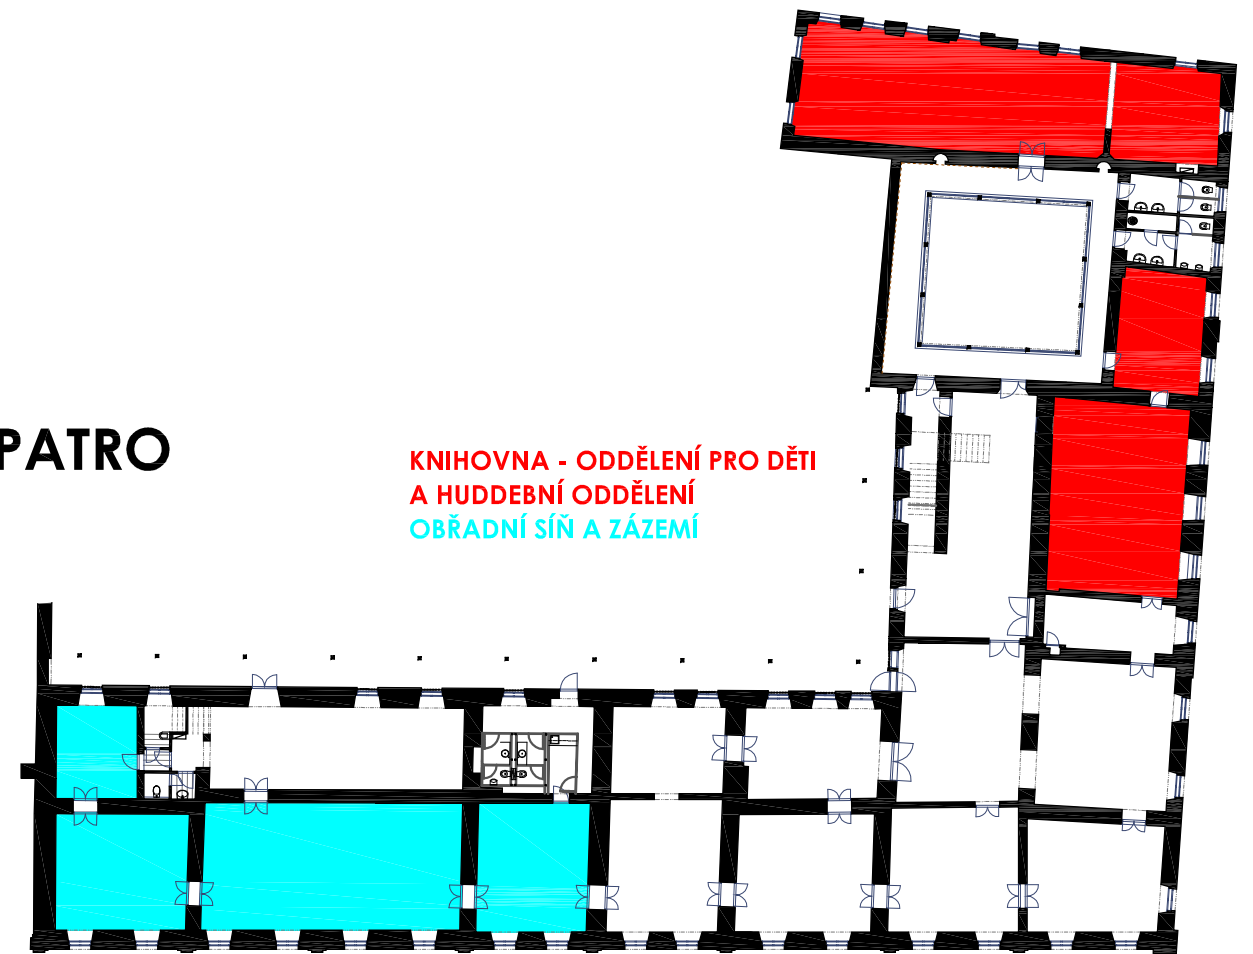 PATRO
KNIHOVNA - ODDĚLENÍ PRO DĚTI
A HUDDEBNÍ ODDĚLENÍ
OBŘADNÍ SÍŇ A ZÁZEMÍ